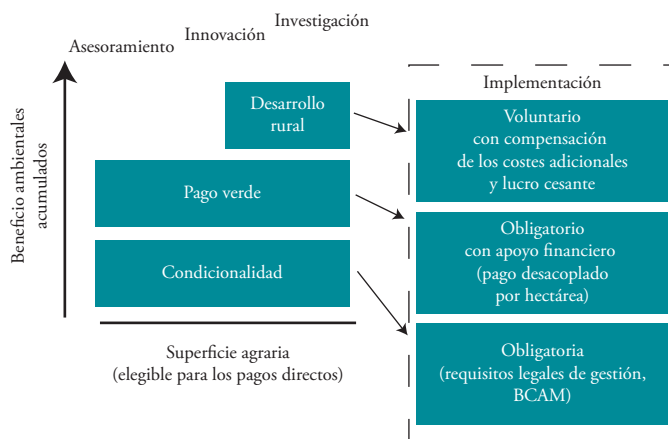 Asesoramiento
Innovación
Investigación
Beneficio ambientales
acumulados
Desarrollo
rural
Pago verde
Condicionalidad
Superficie agraria
(elegible para los pagos directos)
Implementación
Voluntario
con compensación
de los costes adicionales
y lucro cesante
Obligatorio
con apoyo financiero
(pago desacoplado
por hectárea)
Obligatoria
(requisitos legales de gestión,
BCAM)